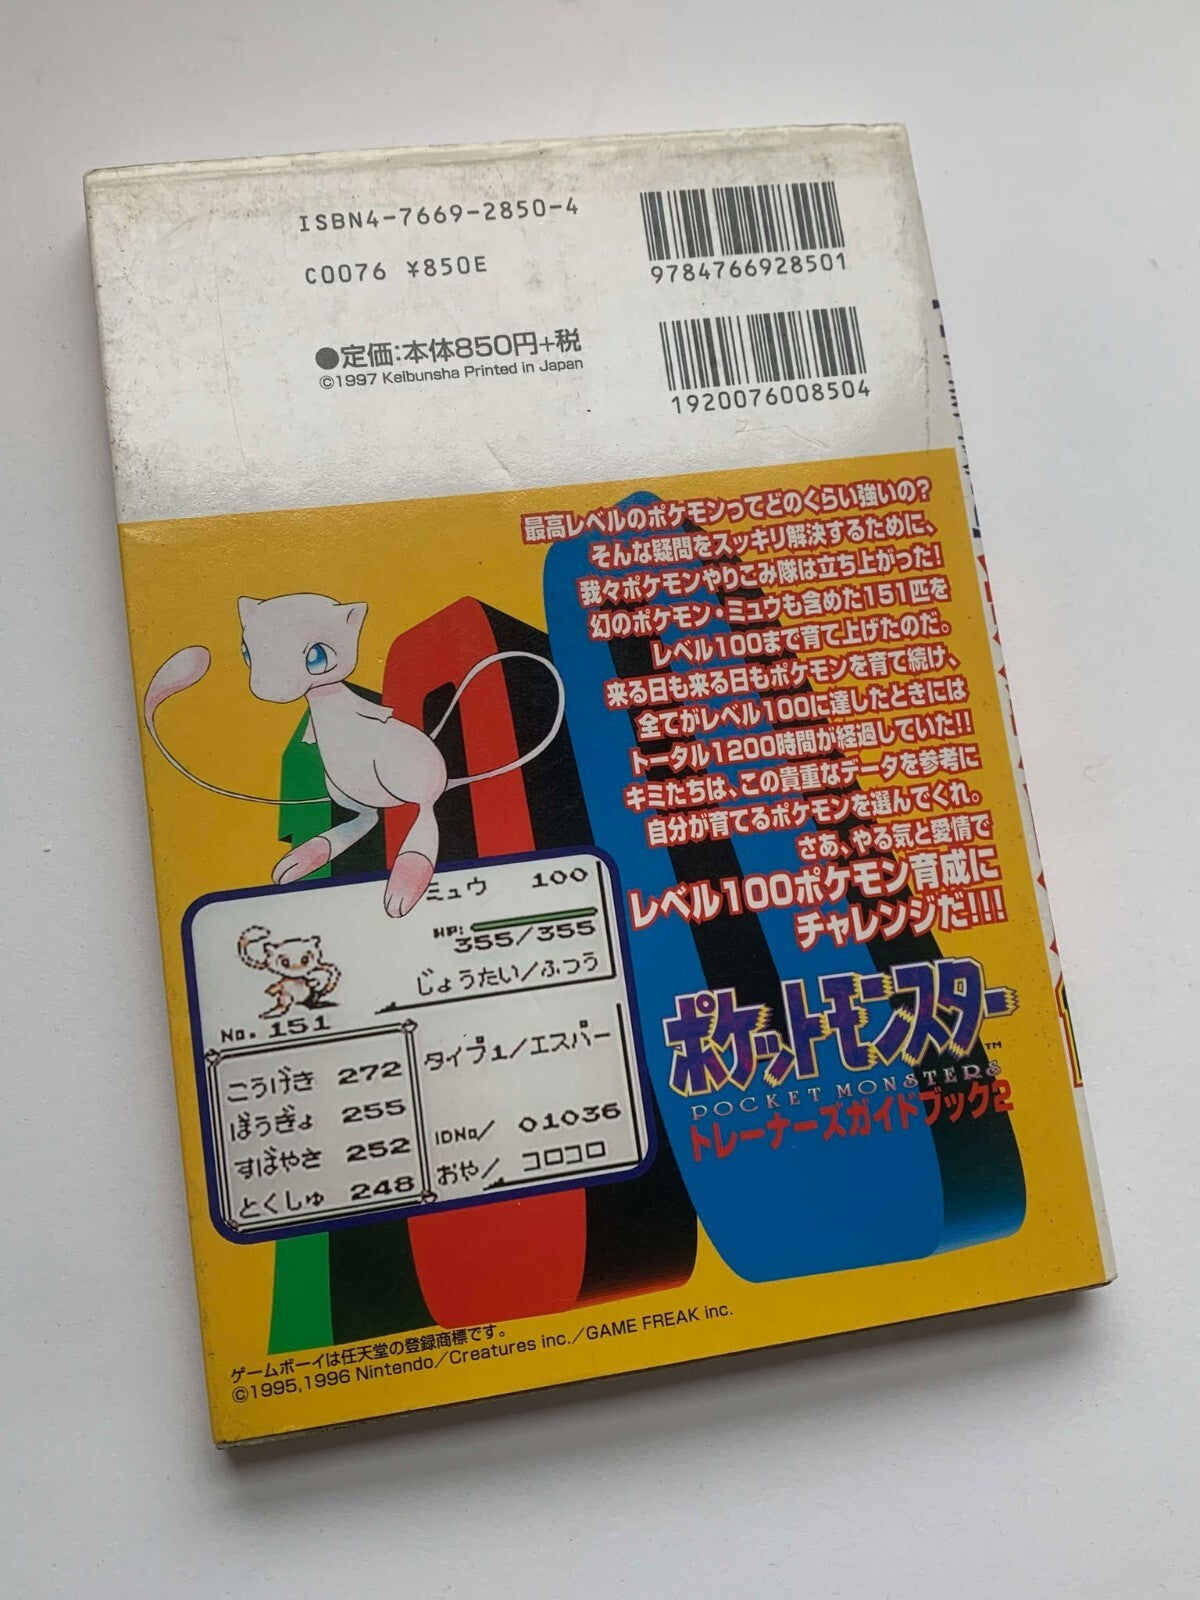 ISBN4-7669-2850-4
C0076 ¥850E
9784766928501
●定価:本体850円+税
©1997 Keibunsha Printed in Japan
1920076008504
最高レベルのポケモンってどのくらい強いの?
そんな疑問をスッキリ解決するために、
我々ポケモンやりこみ隊は立ち上がった!
幻のポケモン・ミュウも含めた151匹を
レベル100まで育て上げたのだ。
来る日も来る日もポケモンを育て続け、
全てがレベル100に達したときには
トータル1200時間が経過していた!!
キミたちは、この貴重なデータを参考に
自分が育てるポケモンを選んでくれ。
さあ、やる気と愛情で
レベル100ポケモン育成に
チャレンジだ!!!
ミュウ 100
HP:
355/355
じょうたい/ふつう
No. 151
こうげき 272
ぼうぎょ 255
すばやさ 252
とくしゅ 248
タイプ1/エスパー
IDNo/ 01036
おや/ コロコロ
ポケットモンスター
™
POCKET MONSTERS
トレーナーズガイドブック2
ゲームボーイは任天堂の登録商標です。
©1995,1996 Nintendo/Creatures inc./GAME FREAK inc.